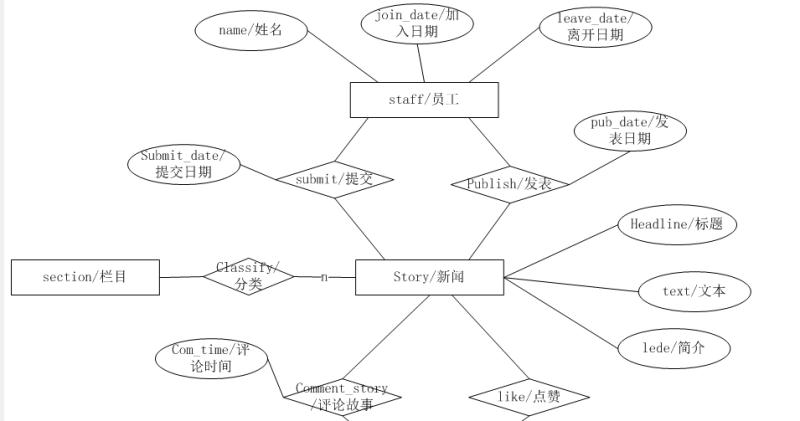 name/姓名
join_date/加
入日期
leave_date/
离开日期
staff/员工
pub_date/发
表日期
Submit_date/
提交日期
submit/提交
Publish/发表
Headline/标题
section/栏目
Classify/
分类
n
Story/新闻
text/文本
lede/简介
Com_time/评
论时间
Comment_story
/评论故事
like/点赞